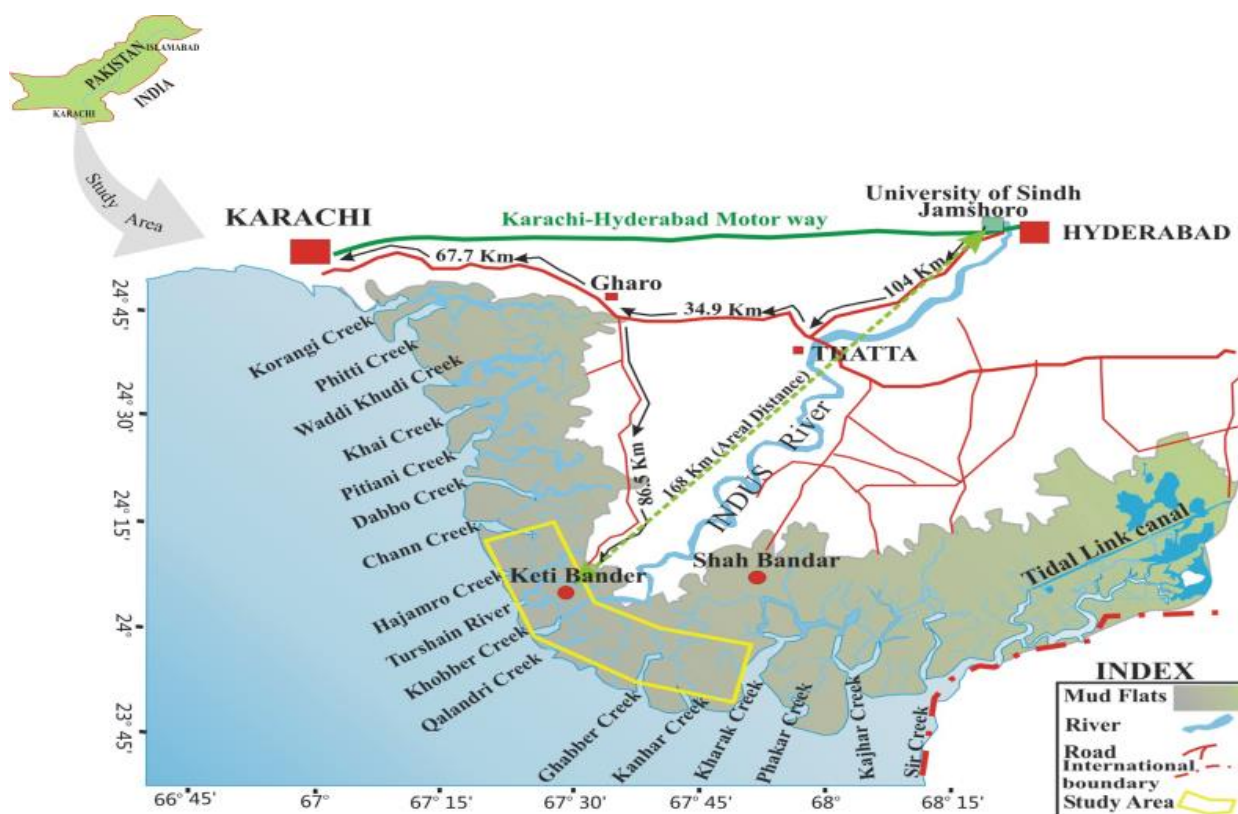 ISLAMABAD
PAKISTAN
INDIA
KARACHI
Study Area
University of Sindh
Jamshoro
KARACHI
Karachi-Hyderabad Motor way
HYDERABAD
67.7 Km
Gharo
104 Km
34.9 Km
THATTA
24° 45'
24° 30'
24° 15'
24°
23° 45'
Korangi Creek
Phitti Creek
Waddi Khudi Creek
Khai Creek
Pitiani Creek
Dabbo Creek
Chann Creek
Hajamro Creek
Turshain River
Khobber Creek
Qalandri Creek
86.5 Km
168 Km (Areal Distance)
INDUS River
Keti Bander
Shah Bandar
Tidal Link canal
Ghabber Creek
Kanhar Creek
Kharak Creek
Phakar Creek
Kajhar Creek
Sir Creek
INDEX
Mud Flats
River
Road
International
boundary
Study Area
66° 45'
67°
67° 15'
67° 30'
67° 45'
68°
68° 15'